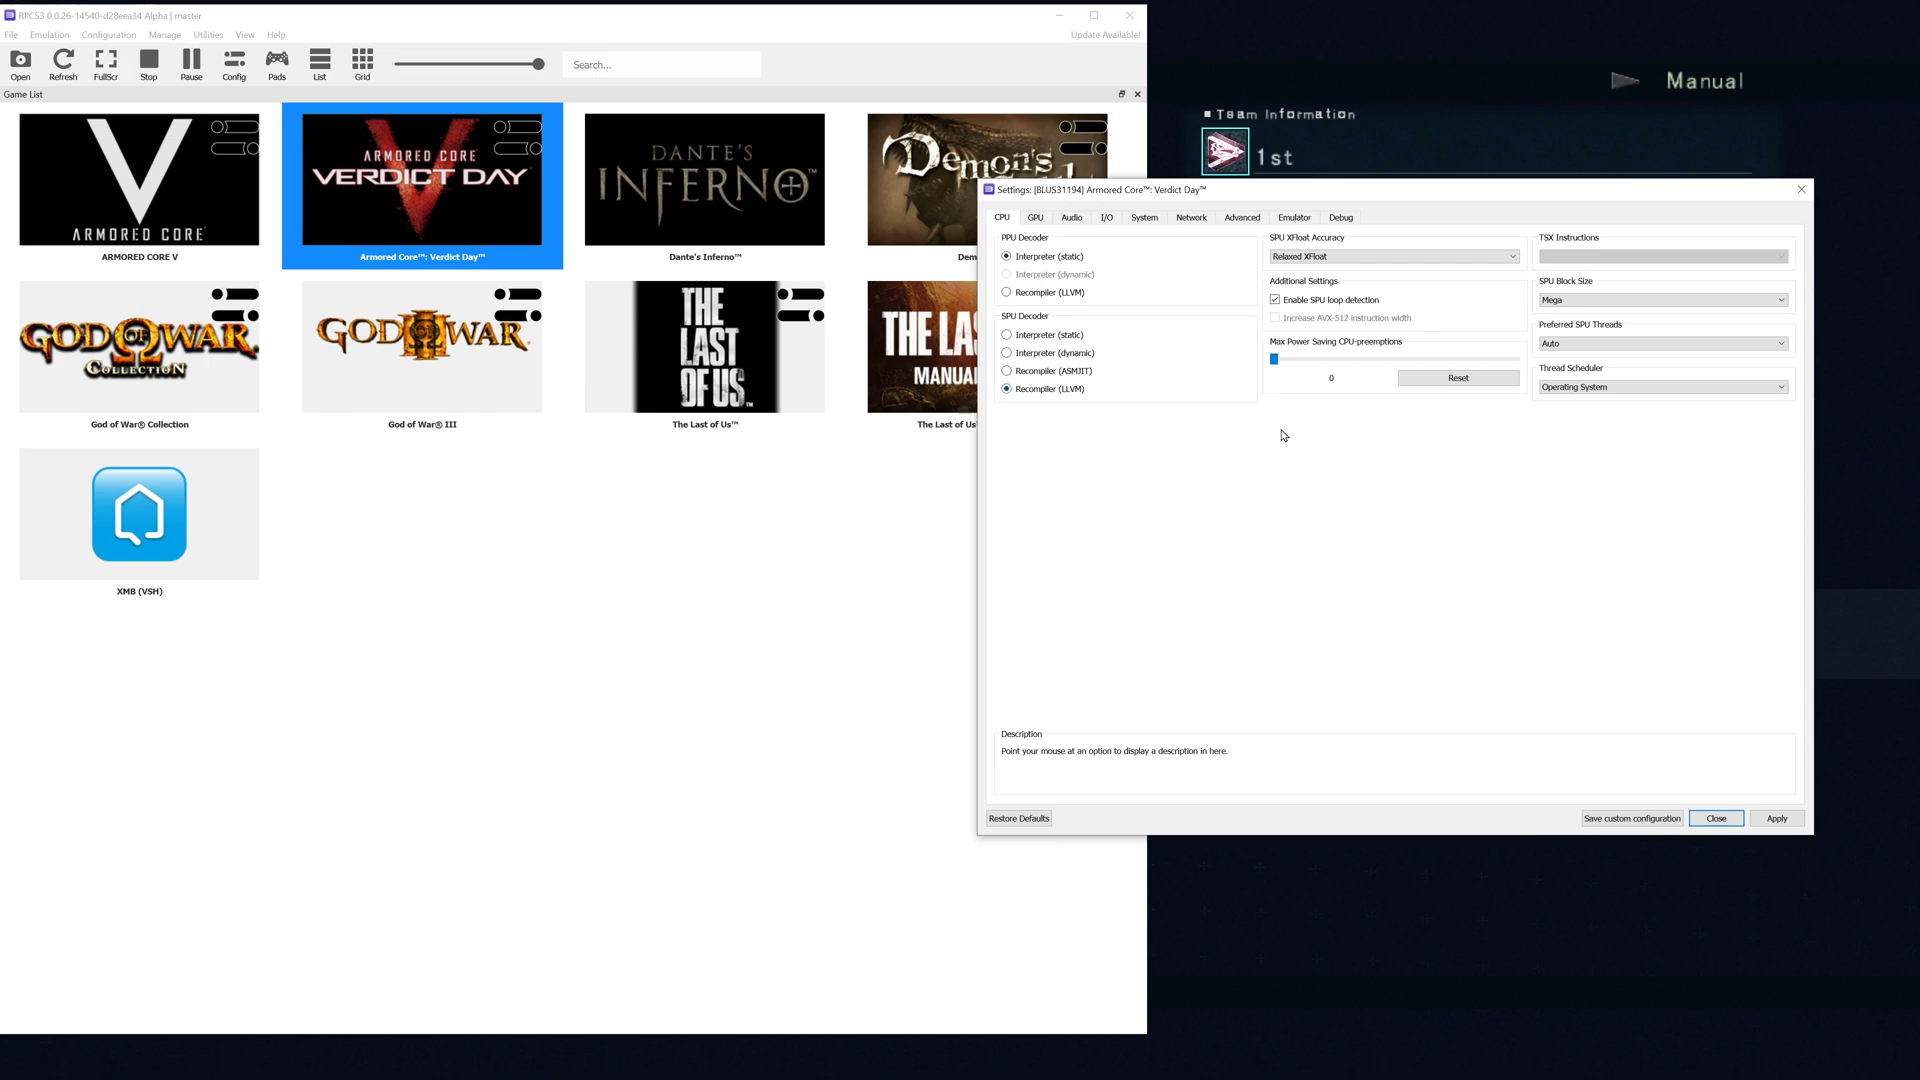 RPCS3 0.0.26-14540-d28eea34 Alpha | master
File Emulation Configuration Manage Utilities View Help
Update Available!
Open Refresh FullScr Stop Pause Config Pads List Grid
Search...
Game List
ARMORED CORE
ARMORED CORE V
ARMORED CORE
VERDICT DAY™
Armored Core™: Verdict Day™
DANTE'S
INFERNO™
Dante's Inferno™
Demon's
Dem
GOD OF WAR
COLLECTION
God of War® Collection
GOD OF WAR
God of War® III
THE
LAST
OF US™
The Last of Us™
THE LA
MANUA
The Last of Us
XMB (VSH)
Manual
Team Information
1st
Settings: [BLUS31194] Armored Core™: Verdict Day™
CPU GPU Audio I/O System Network Advanced Emulator Debug
PPU Decoder
Interpreter (static)
Interpreter (dynamic)
Recompiler (LLVM)
SPU Decoder
Interpreter (static)
Interpreter (dynamic)
Recompiler (ASMJIT)
Recompiler (LLVM)
SPU XFloat Accuracy
Relaxed XFloat
Additional Settings
Enable SPU loop detection
Increase AVX-512 instruction width
Max Power Saving CPU-preemptions
0 Reset
TSX Instructions
SPU Block Size
Mega
Preferred SPU Threads
Auto
Thread Scheduler
Operating System
Description
Point your mouse at an option to display a description in here.
Restore Defaults Save custom configuration Close Apply